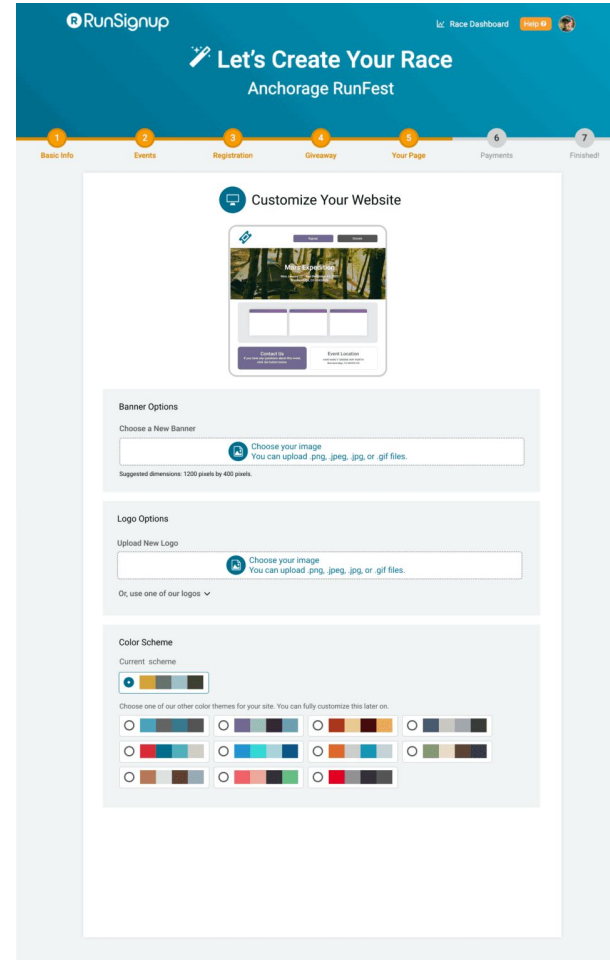 RunSignup
Race Dashboard
Help
Let's Create Your Race
Anchorage RunFest
1
2
3
4
5
6
7
Basic Info
Events
Registration
Giveaway
Your Page
Payments
Finished!
Customize Your Website
Signup
Donate
Mars Expedition
Contact Us
Event Location
Banner Options
Choose a New Banner
Choose your image
You can upload .png, .jpeg, .jpg, or .gif files.
Suggested dimensions: 1200 pixels by 400 pixels.
Logo Options
Upload New Logo
Choose your image
You can upload .png, .jpeg, .jpg, or .gif files.
Or, use one of our logos
Color Scheme
Current scheme
Choose one of our other color themes for your site. You can fully customize this later on.